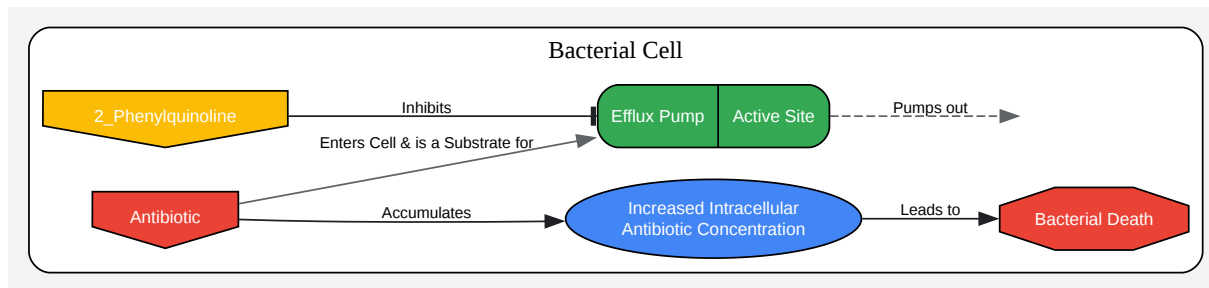 Bacterial Cell
2_Phenylquinoline
Inhibits
Efflux Pump
Active Site
Pumps out
Enters Cell & is a Substrate for
Antibiotic
Accumulates
Increased Intracellular
Antibiotic Concentration
Leads to
Bacterial Death